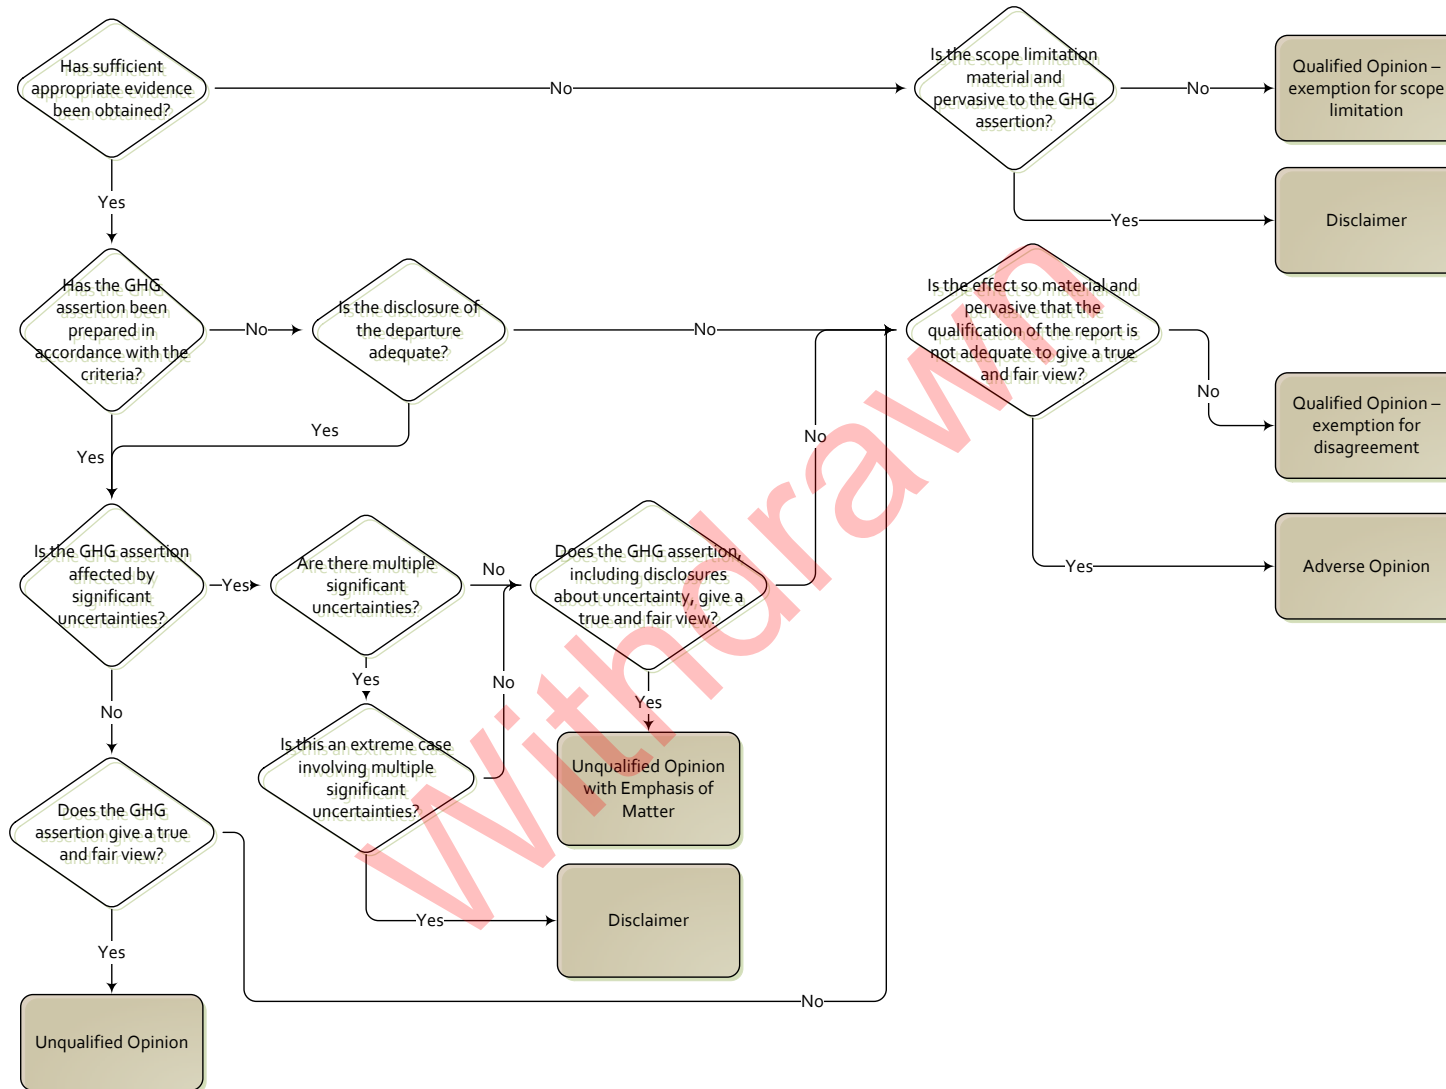 Has sufficient
appropriate evidence
been obtained?
No
Is the scope limitation
material and
pervasive to the GHG
assertion?
No
Qualified Opinion –
exemption for scope
limitation
Yes
Yes
Disclaimer
Has the GHG
assertion been
prepared in
accordance with the
criteria?
No
Is the disclosure of
the departure
adequate?
No
Is the effect so material and
pervasive that the
qualification of the report is
not adequate to give a true
and fair view?
No
Qualified Opinion –
exemption for
disagreement
Yes
Yes
No
Is the GHG assertion
affected by
significant
uncertainties?
Yes
Are there multiple
significant
uncertainties?
No
Does the GHG assertion,
including disclosures
about uncertainty, give a
true and fair view?
Yes
Adverse Opinion
No
Yes
No
Yes
Is this an extreme case
involving multiple
significant
uncertainties?
Unqualified Opinion
with Emphasis of
Matter
Does the GHG
assertion give a true
and fair view?
Yes
Disclaimer
Yes
No
Unqualified Opinion
Withdrawn